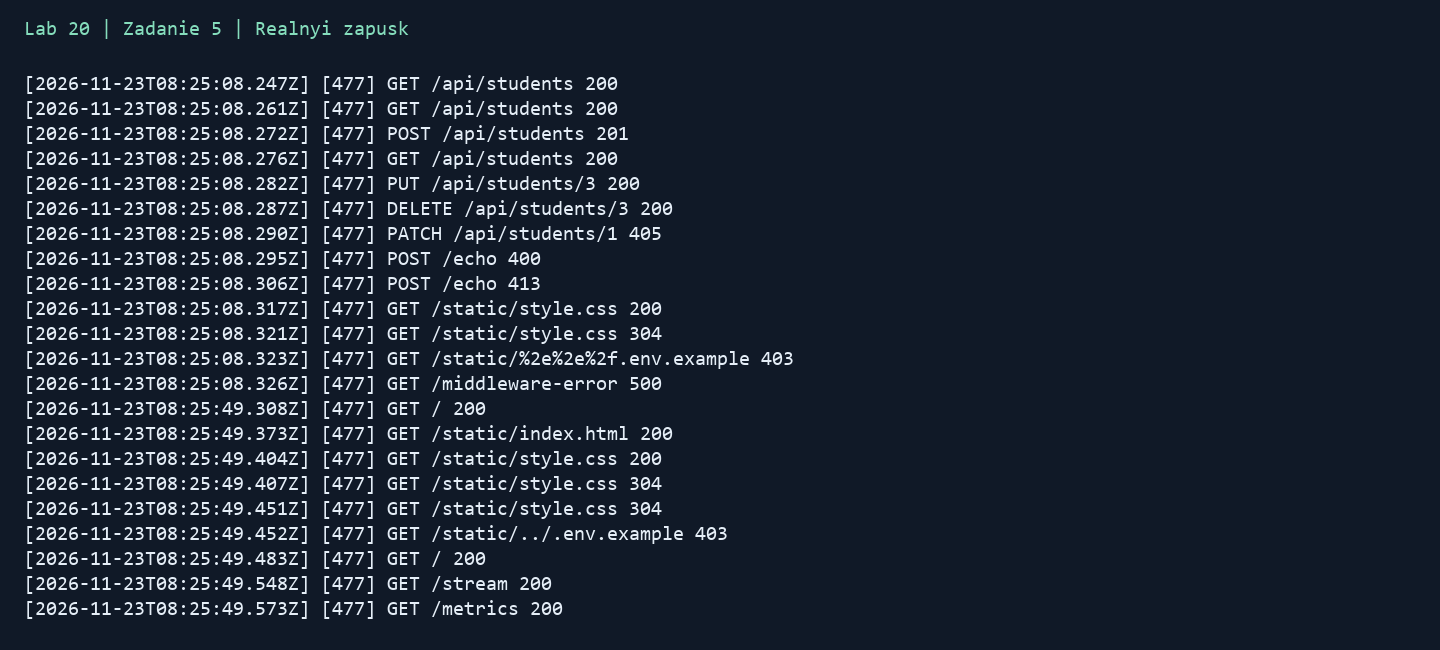 Lab 20 | Zadanie 5 | Realnyi zapusk
[2026-11-23T08:25:08.247Z] [477] GET /api/students 200
[2026-11-23T08:25:08.261Z] [477] GET /api/students 200
[2026-11-23T08:25:08.272Z] [477] POST /api/students 201
[2026-11-23T08:25:08.276Z] [477] GET /api/students 200
[2026-11-23T08:25:08.282Z] [477] PUT /api/students/3 200
[2026-11-23T08:25:08.287Z] [477] DELETE /api/students/3 200
[2026-11-23T08:25:08.290Z] [477] PATCH /api/students/1 405
[2026-11-23T08:25:08.295Z] [477] POST /echo 400
[2026-11-23T08:25:08.306Z] [477] POST /echo 413
[2026-11-23T08:25:08.317Z] [477] GET /static/style.css 200
[2026-11-23T08:25:08.321Z] [477] GET /static/style.css 304
[2026-11-23T08:25:08.323Z] [477] GET /static/%2e%2e%2f.env.example 403
[2026-11-23T08:25:08.326Z] [477] GET /middleware-error 500
[2026-11-23T08:25:49.308Z] [477] GET / 200
[2026-11-23T08:25:49.373Z] [477] GET /static/index.html 200
[2026-11-23T08:25:49.404Z] [477] GET /static/style.css 200
[2026-11-23T08:25:49.407Z] [477] GET /static/style.css 304
[2026-11-23T08:25:49.451Z] [477] GET /static/style.css 304
[2026-11-23T08:25:49.452Z] [477] GET /static/../.env.example 403
[2026-11-23T08:25:49.483Z] [477] GET / 200
[2026-11-23T08:25:49.548Z] [477] GET /stream 200
[2026-11-23T08:25:49.573Z] [477] GET /metrics 200